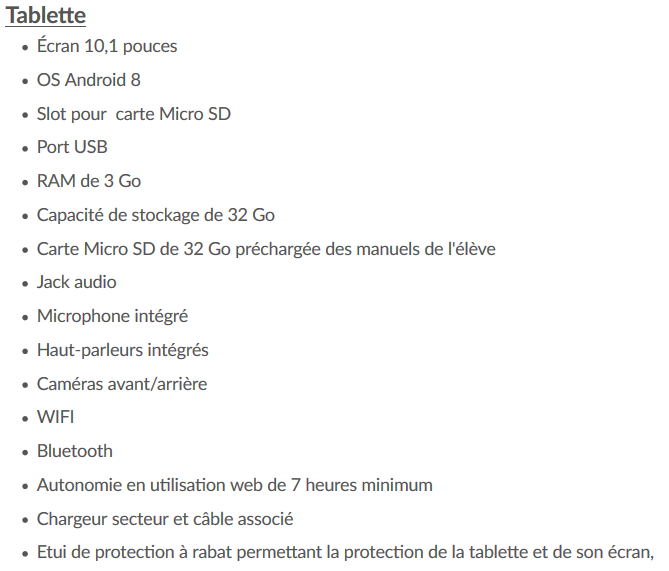 Tablette
• Écran 10,1 pouces
• OS Android 8
• Slot pour  carte Micro SD
• Port USB
• RAM de 3 Go
• Capacité de stockage de 32 Go
• Carte Micro SD de 32 Go préchargée des manuels de l'élève
• Jack audio
• Microphone intégré
• Haut-parleurs intégrés
• Caméras avant/arrière
• WIFI
• Bluetooth
• Autonomie en utilisation web de 7 heures minimum
• Chargeur secteur et câble associé
• Etui de protection à rabat permettant la protection de la tablette et de son écran,